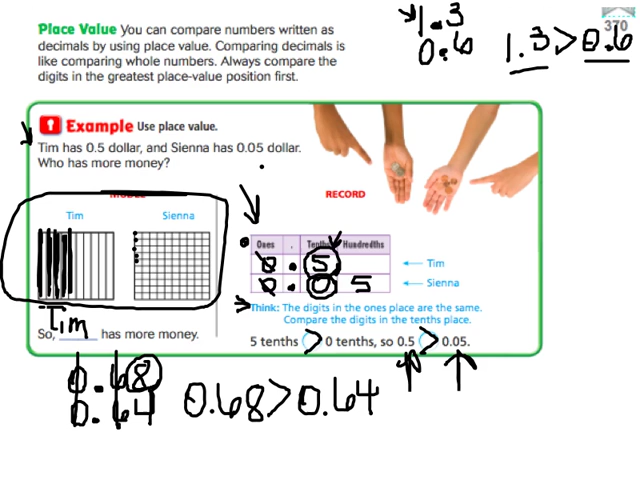 370
1.3
0.6
1.3 > 0.6
Place Value You can compare numbers written as
decimals by using place value. Comparing decimals is
like comparing whole numbers. Always compare the
digits in the greatest place-value position first.
Example Use place value.
Tim has 0.5 dollar, and Sienna has 0.05 dollar.
Who has more money?
RECORD
Tim
Sienna
Ones . Tenths Hundredths
0 . 5
Tim
0 . 0 5
Sienna
Think: The digits in the ones place are the same.
Compare the digits in the tenths place.
So, Tim has more money.
5 tenths > 0 tenths, so 0.5 > 0.05.
0.68
0.64
0.68 > 0.64